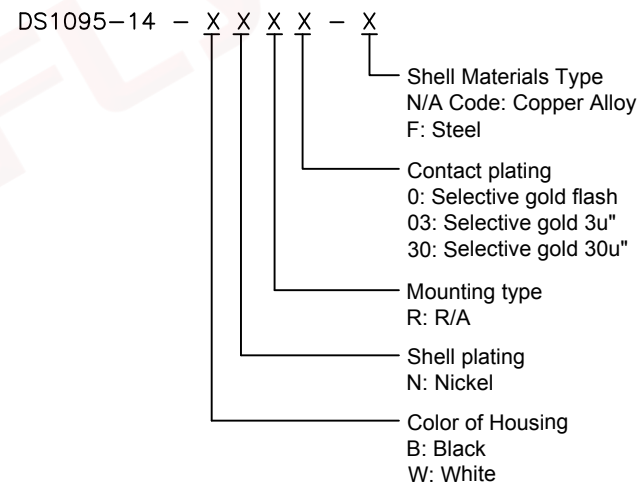 DS1095-14 - X X X X - X
Shell Materials Type
N/A Code: Copper Alloy
F: Steel
Contact plating
0: Selective gold flash
03: Selective gold 3u"
30: Selective gold 30u"
Mounting type
R: R/A
Shell plating
N: Nickel
Color of Housing
B: Black
W: White